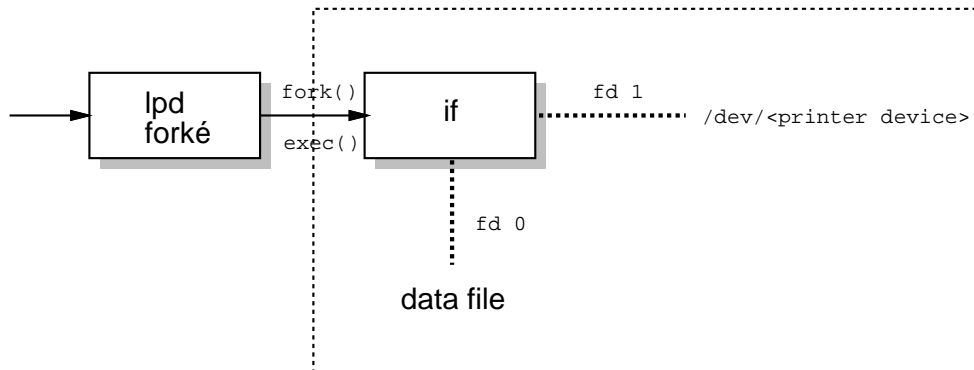 lpd
forké
fork()
exec()
if
fd 1
/dev/<printer device>
fd 0
data file